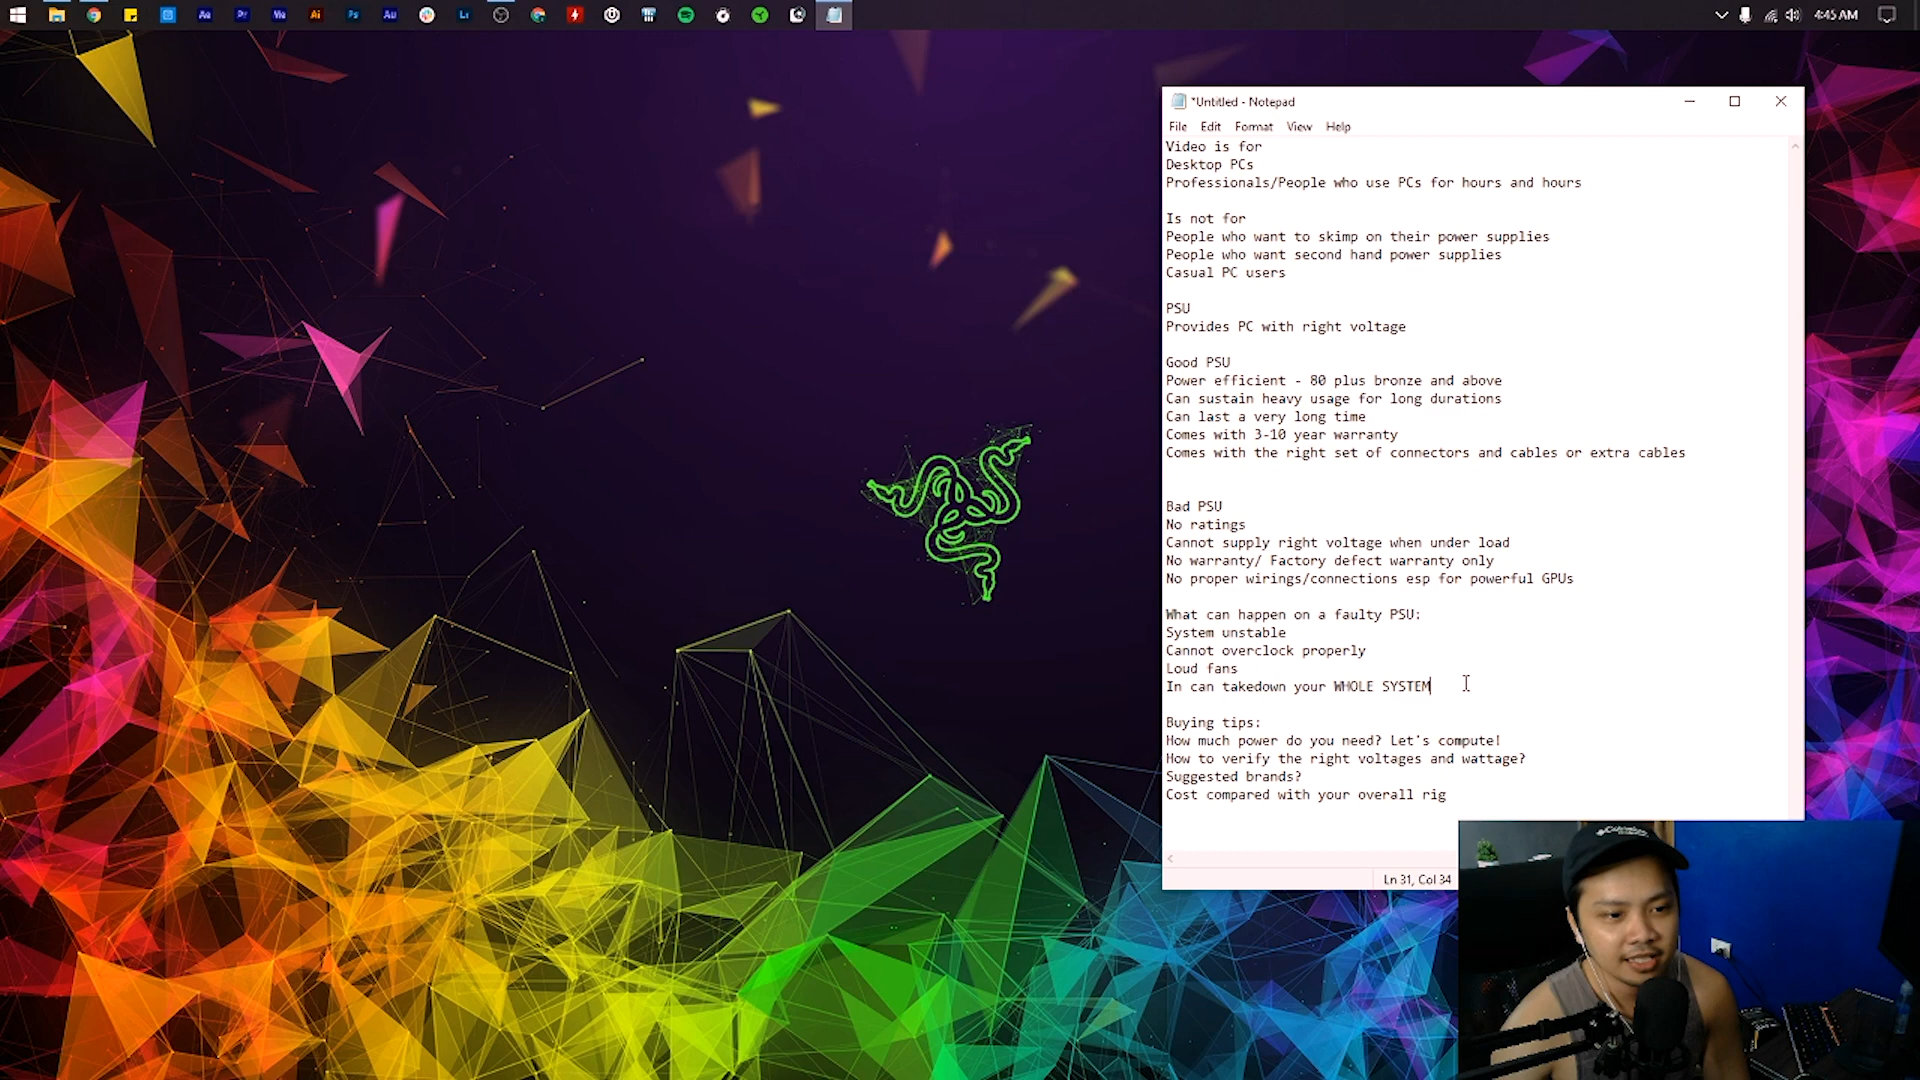 Ae
Pr
Me
Ai
Ps
Au
Lr
4:45 AM
*Untitled - Notepad
File Edit Format View Help
Video is for
Desktop PCs
Professionals/People who use PCs for hours and hours
Is not for
People who want to skimp on their power supplies
People who want second hand power supplies
Casual PC users
PSU
Provides PC with right voltage
Good PSU
Power efficient - 80 plus bronze and above
Can sustain heavy usage for long durations
Can last a very long time
Comes with 3-10 year warranty
Comes with the right set of connectors and cables or extra cables
Bad PSU
No ratings
Cannot supply right voltage when under load
No warranty/ Factory defect warranty only
No proper wirings/connections esp for powerful GPUs
What can happen on a faulty PSU:
System unstable
Cannot overclock properly
Loud fans
In can takedown your WHOLE SYSTEM
Buying tips:
How much power do you need? Let's compute!
How to verify the right voltages and wattage?
Suggested brands?
Cost compared with your overall rig
Ln 31, Col 34
Columbia